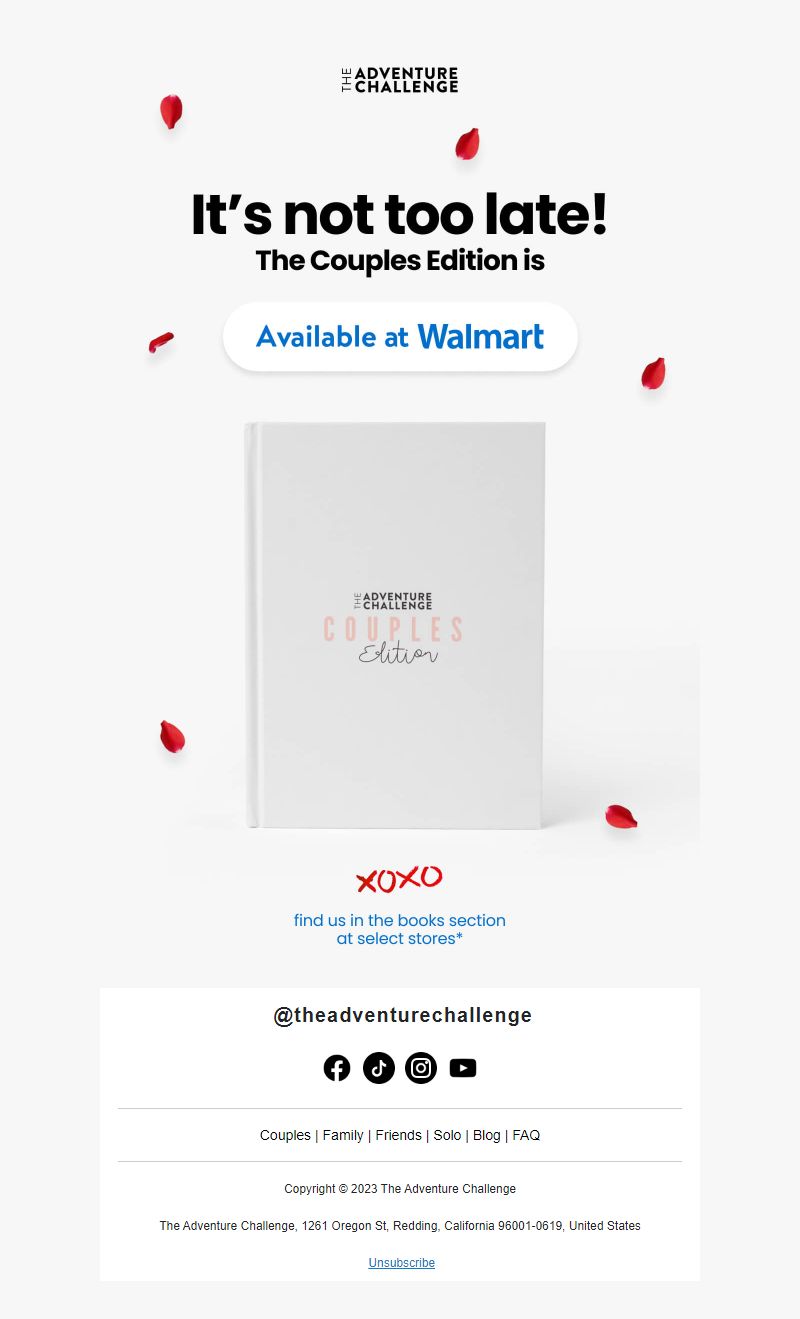 THE ADVENTURE
CHALLENGE
It’s not too late!
The Couples Edition is
Available at Walmart
THE ADVENTURE
CHALLENGE
COUPLES
Edition
XOXO
find us in the books section
at select stores*
@theadventurechallenge
Couples | Family | Friends | Solo | Blog | FAQ
Copyright © 2023 The Adventure Challenge
The Adventure Challenge, 1261 Oregon St, Redding, California 96001-0619, United States
Unsubscribe